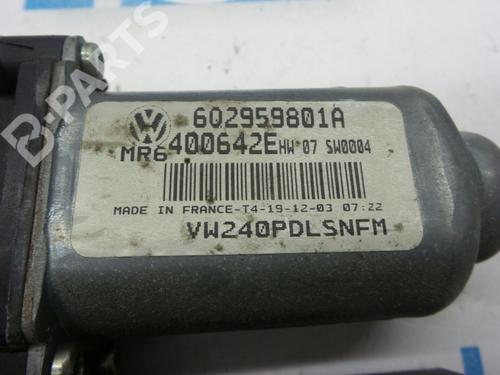 6Q2959801A
MR6 400642E HW 07 SW0004
MADE IN FRANCE-T4-19-12-03 07:22
VW240PDLSNFM
B-PARTS